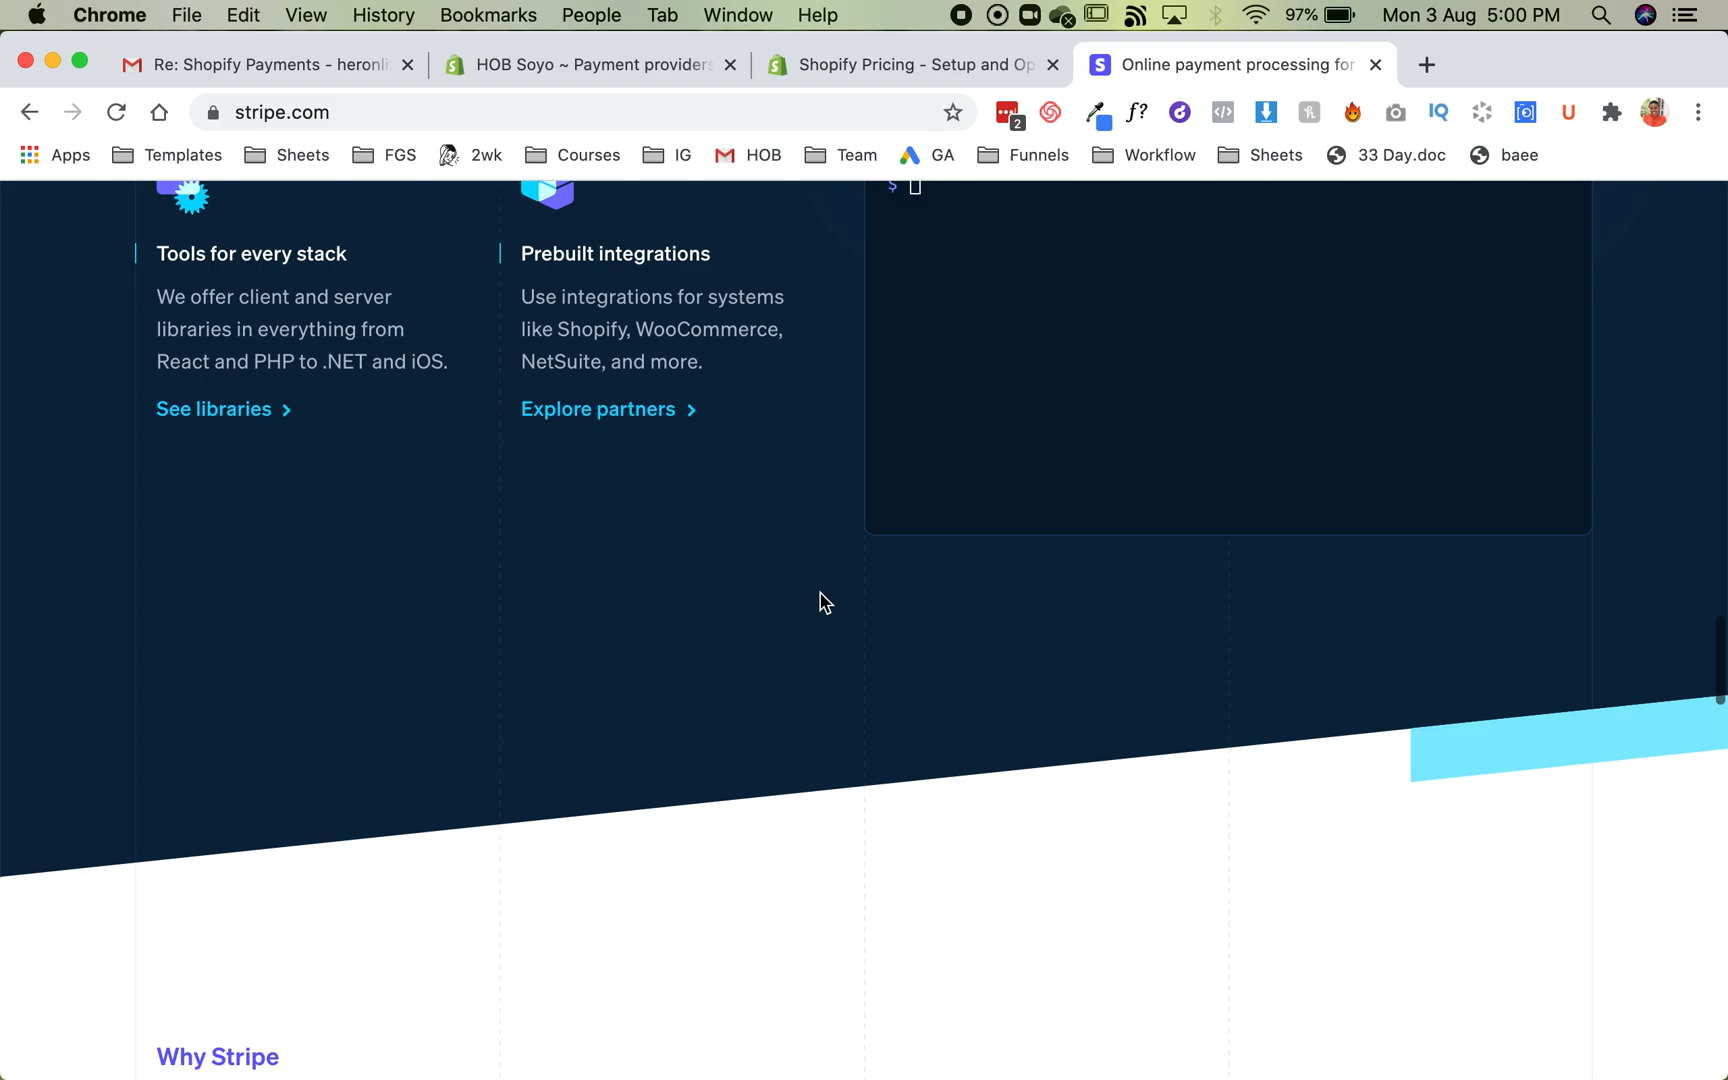 Chrome File Edit View History Bookmarks People Tab Window Help 97% Mon 3 Aug 5:00 PM
Re: Shopify Payments - heronli HOB Soyo ~ Payment providers Shopify Pricing - Setup and Op S Online payment processing for
stripe.com 2 f? IQ U
Apps Templates Sheets FGS 2wk Courses IG HOB Team GA Funnels Workflow Sheets 33 Day.doc baee
$
Tools for every stack
We offer client and server
libraries in everything from
React and PHP to .NET and iOS.
See libraries
Prebuilt integrations
Use integrations for systems
like Shopify, WooCommerce,
NetSuite, and more.
Explore partners
Why Stripe